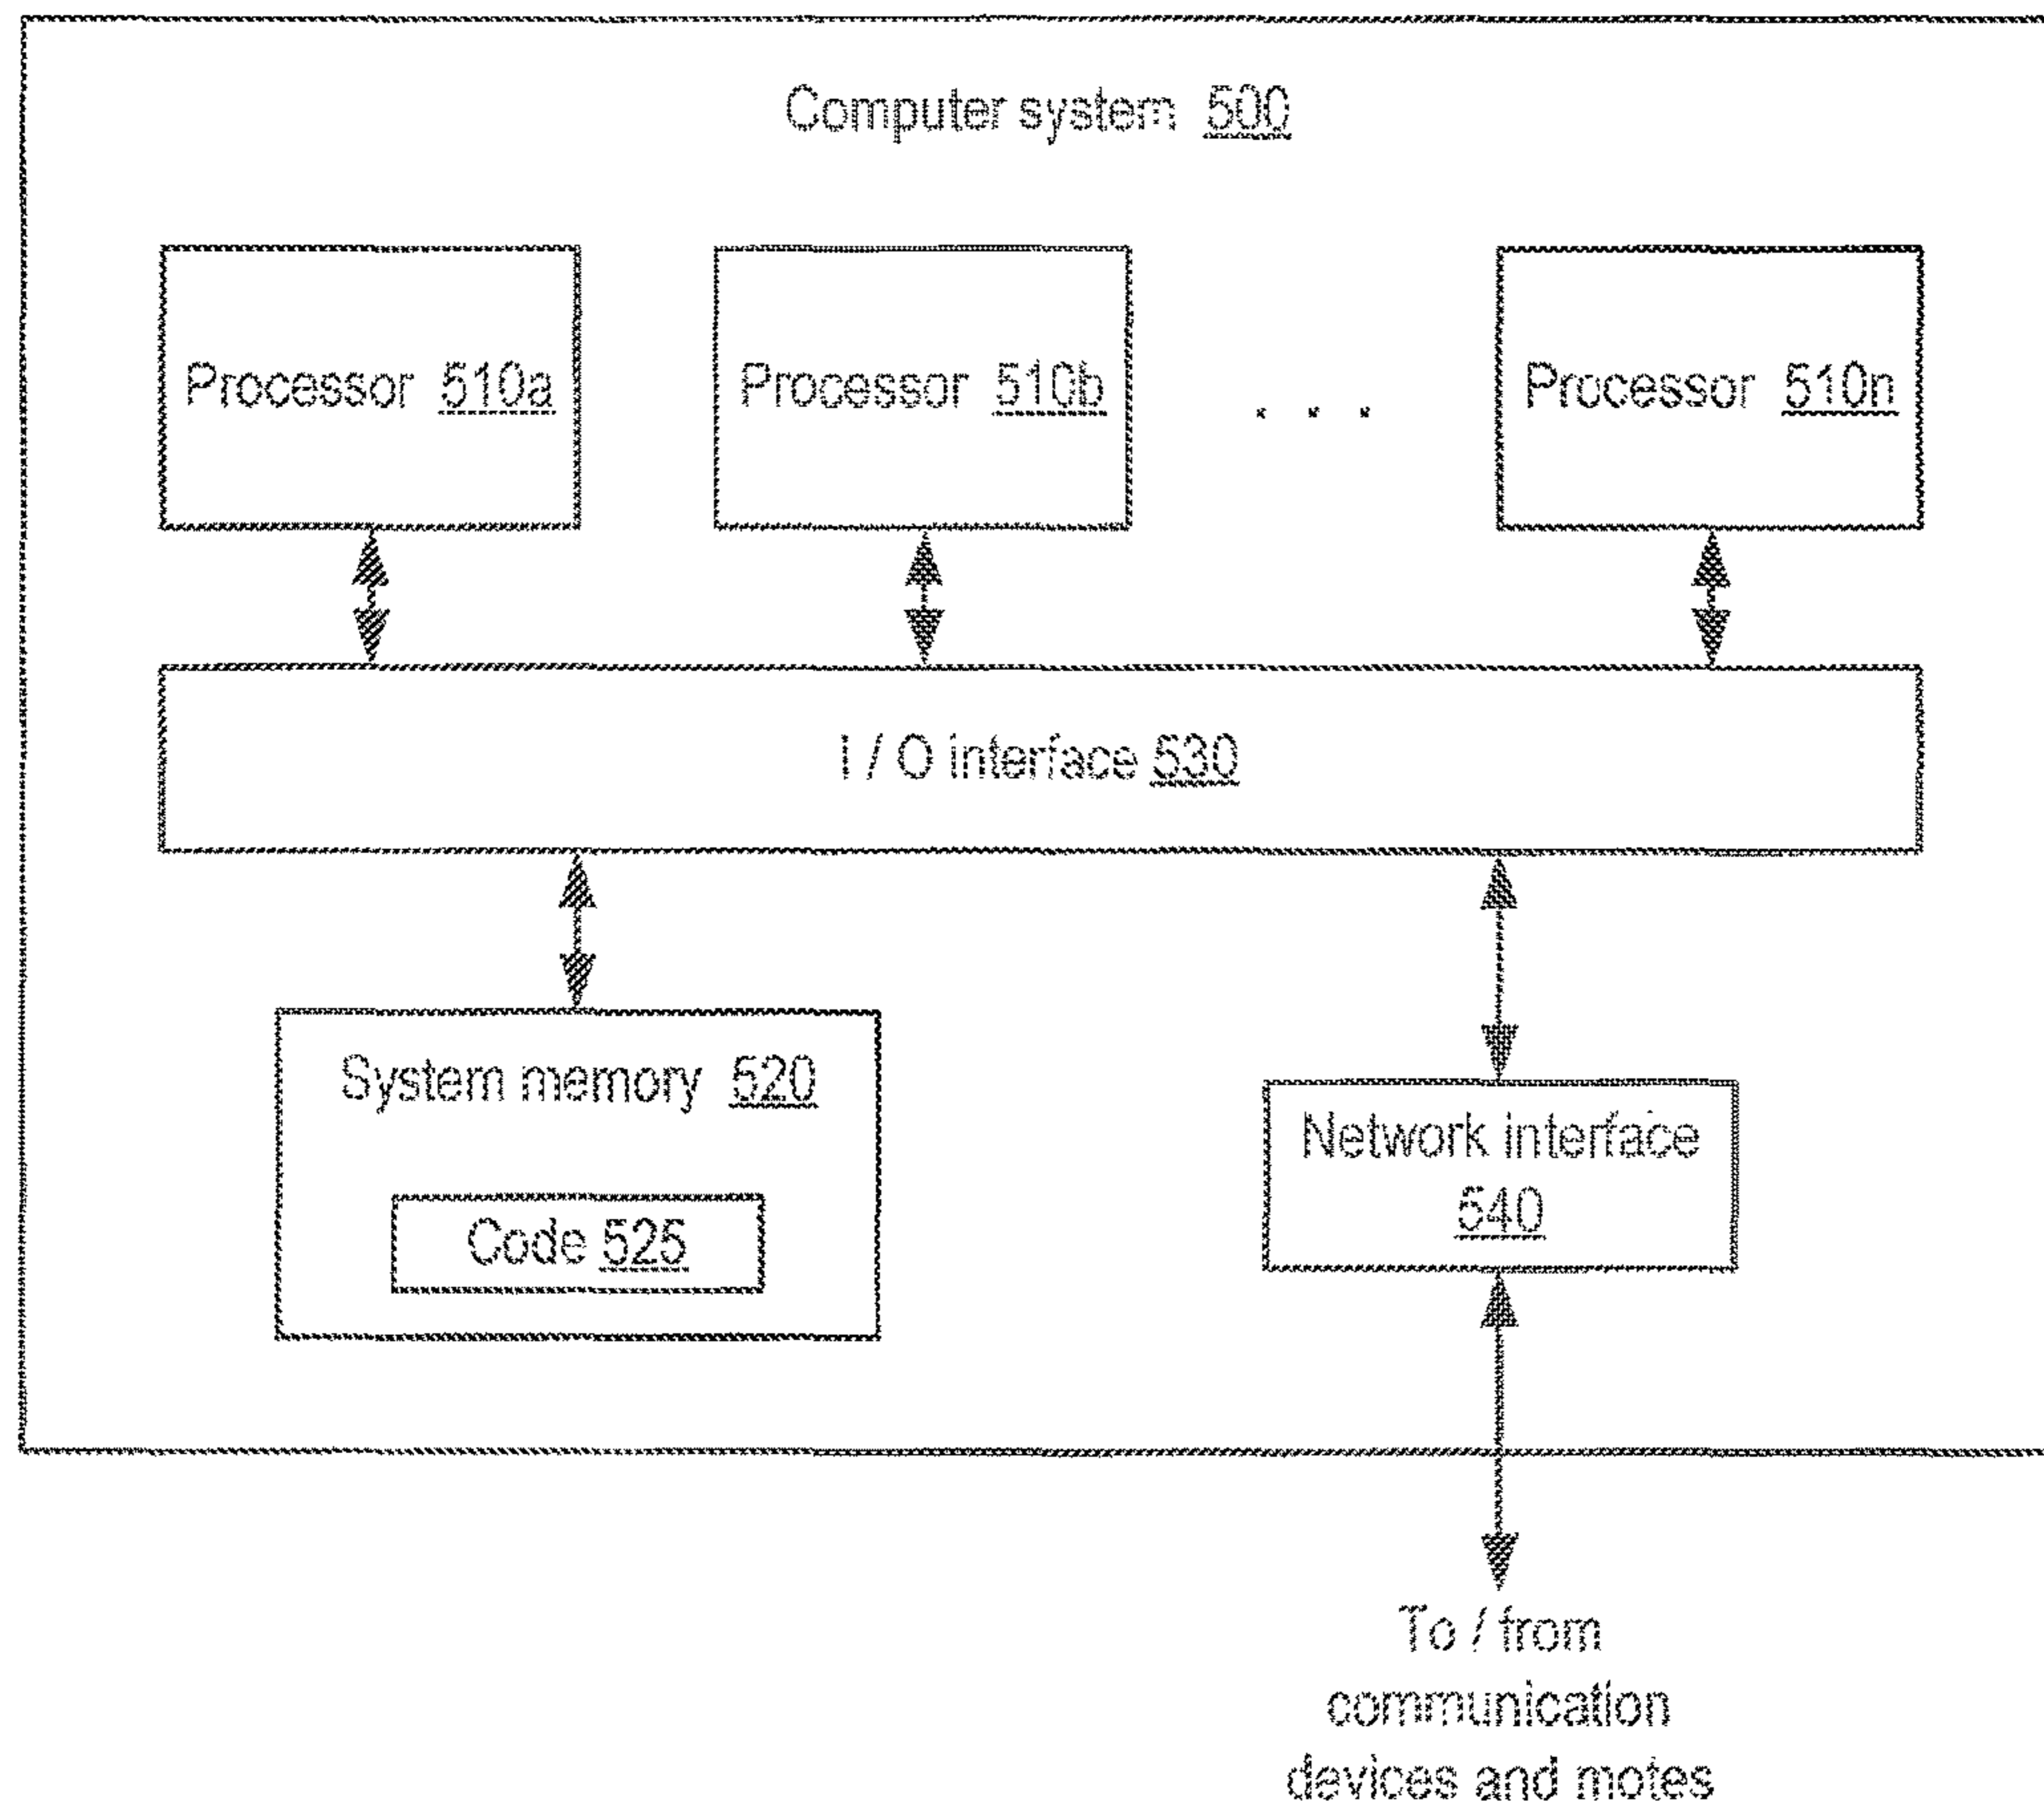 Computer system 500
Processor 510a
Processor 510b
. . .
Processor 510n
I / O interface 530
System memory 520
Code 525
Network interface
540
To / from
communication
devices and motes